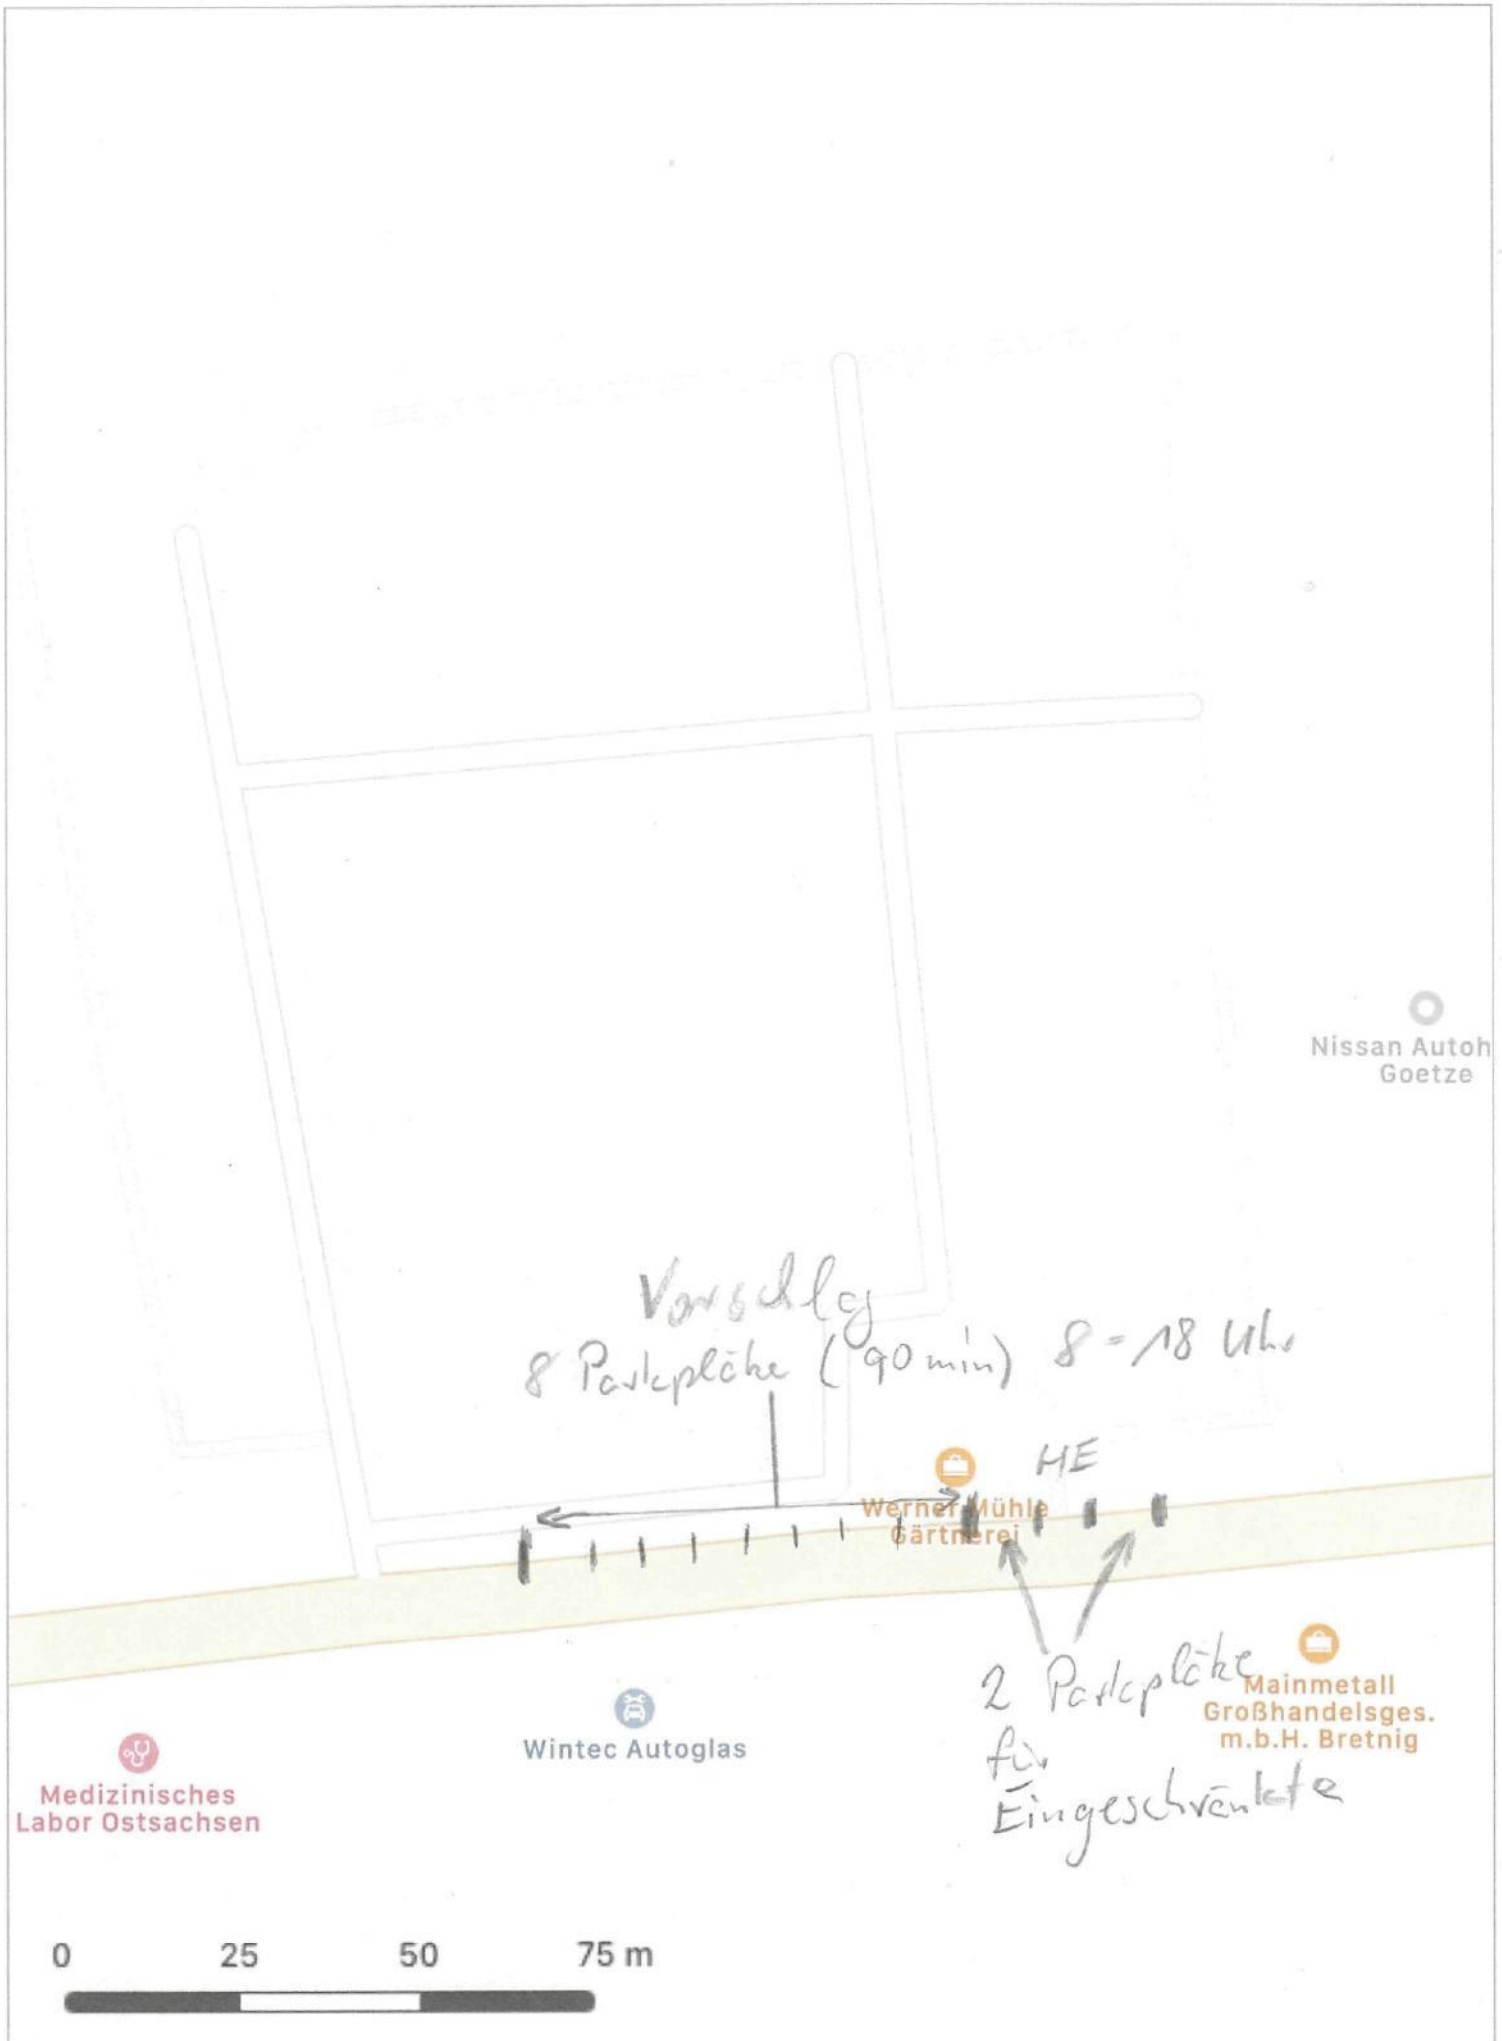 Nissan Autoh
Goetze
Vorschlag
8 Parkplätze (90 min) 8-18 Uhr
HE
Werner Mühle
Gärtnerei
2 Parkplätze
für
Eingeschränkte
Mainmetall
Großhandelsges.
m.b.H. Bretnig
Wintec Autoglas
Medizinisches
Labor Ostsachsen
0 25 50 75 m